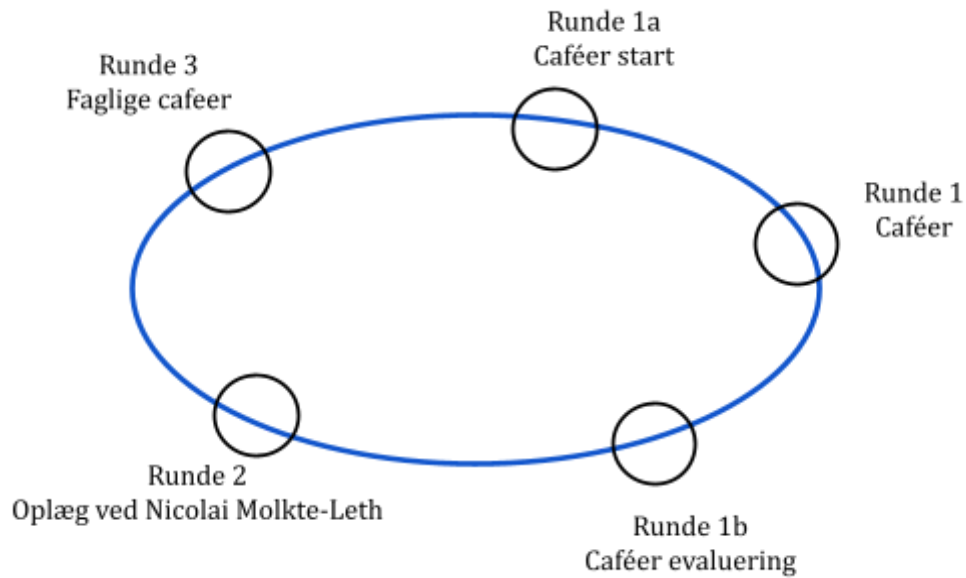 Runde 1a
Caféer start
Runde 3
Faglige cafeer
Runde 1
Caféer
Runde 2
Oplæg ved Nicolai Molkte-Leth
Runde 1b
Caféer evaluering